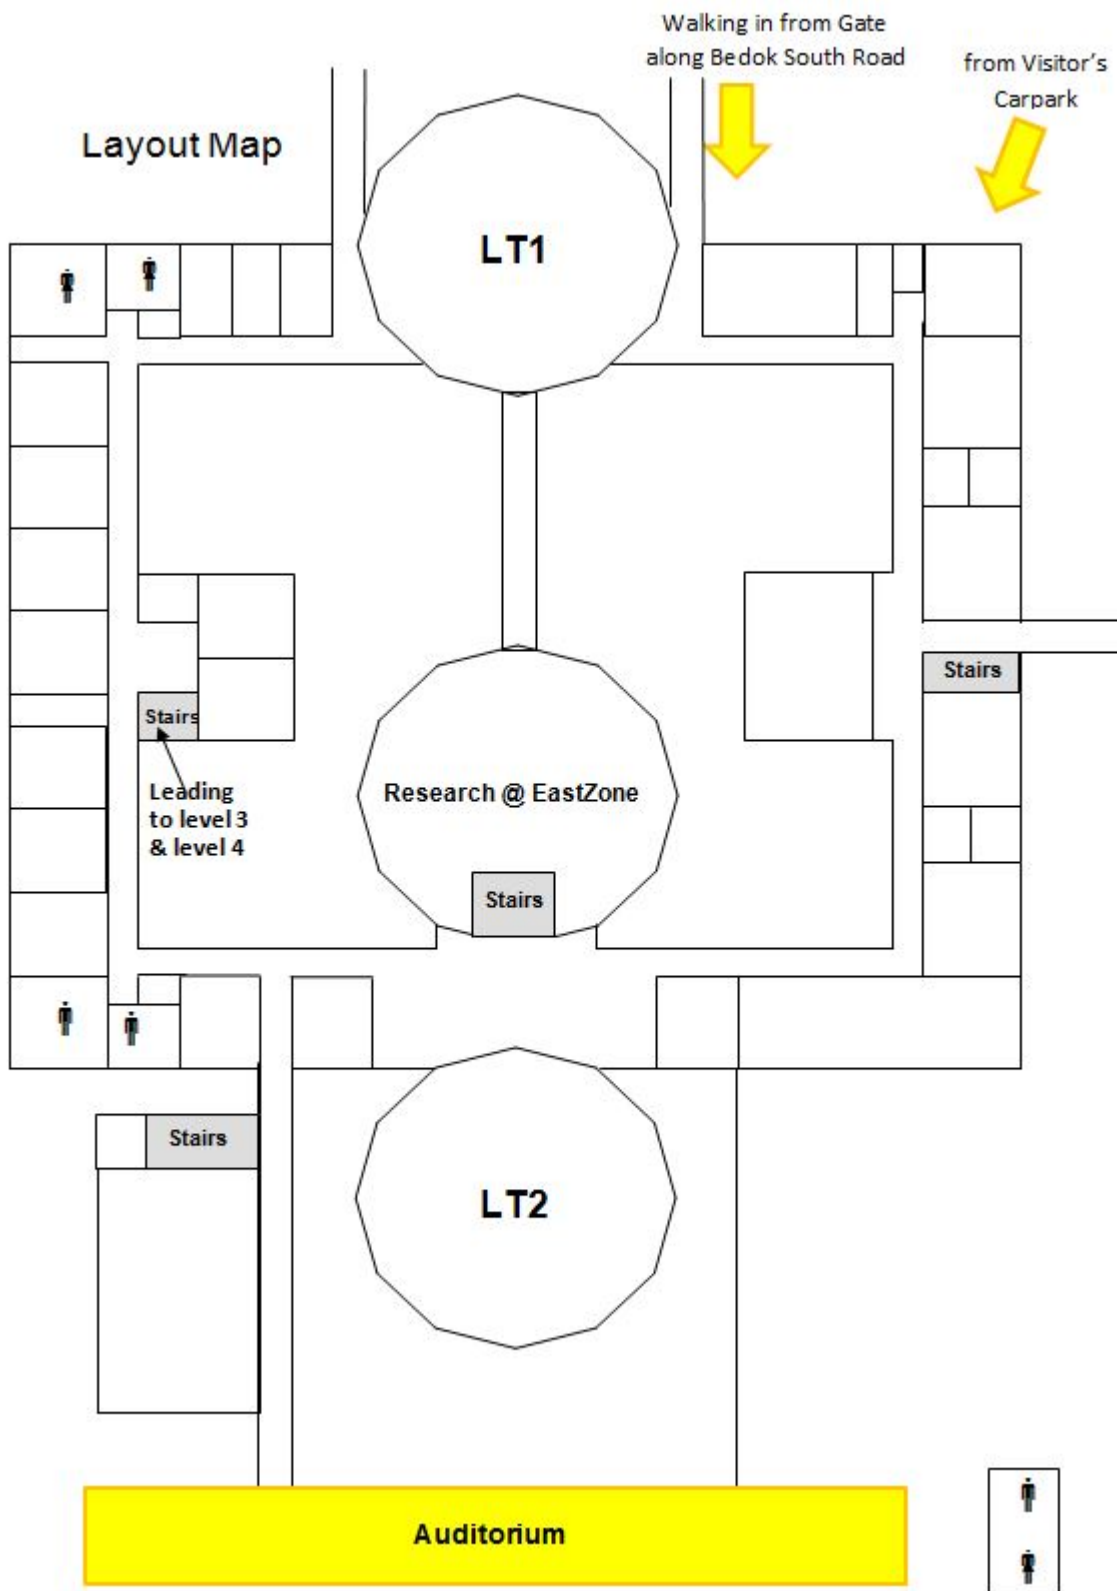 Walking in from Gate
along Bedok South Road
from Visitor's
Carpark
Layout Map
LT1
Stairs
Stairs
Leading
to level 3
& level 4
Research @ EastZone
Stairs
Stairs
LT2
Auditorium